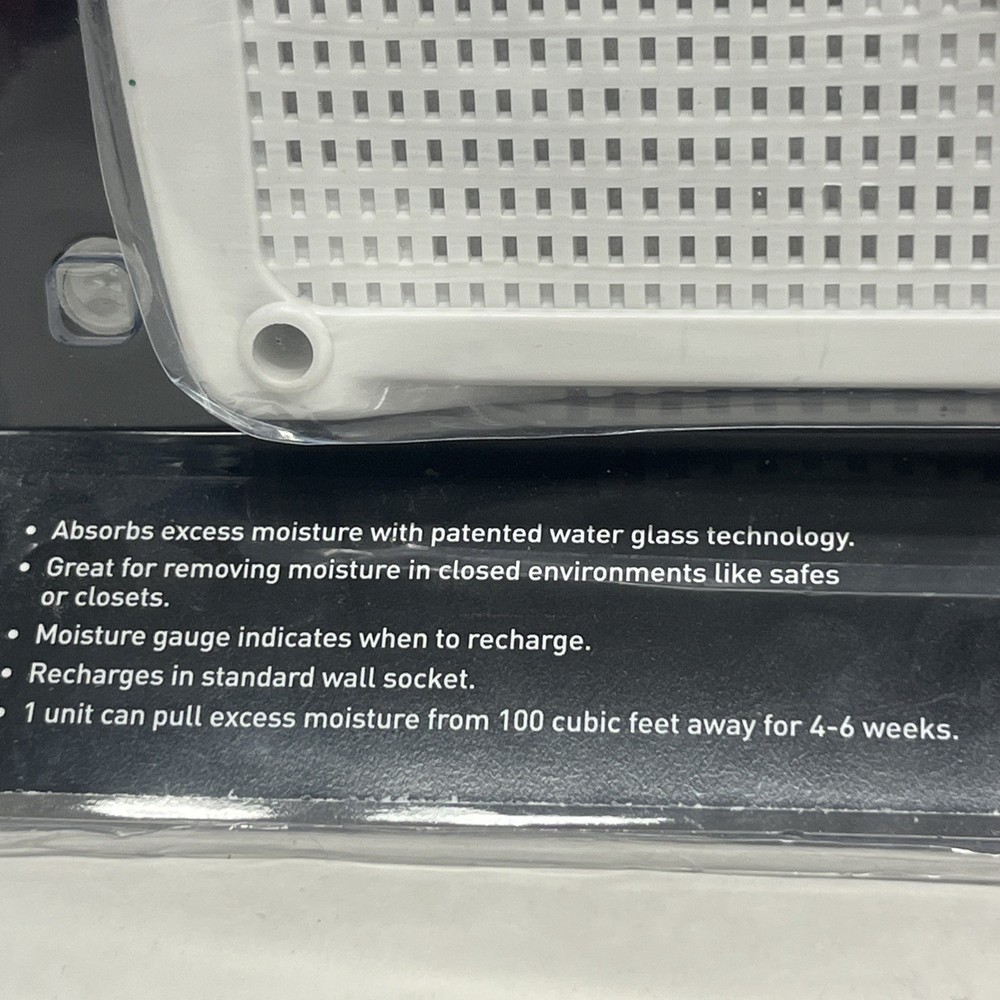 • Absorbs excess moisture with patented water glass technology.
• Great for removing moisture in closed environments like safes
or closets.
• Moisture gauge indicates when to recharge.
• Recharges in standard wall socket.
• 1 unit can pull excess moisture from 100 cubic feet away for 4-6 weeks.